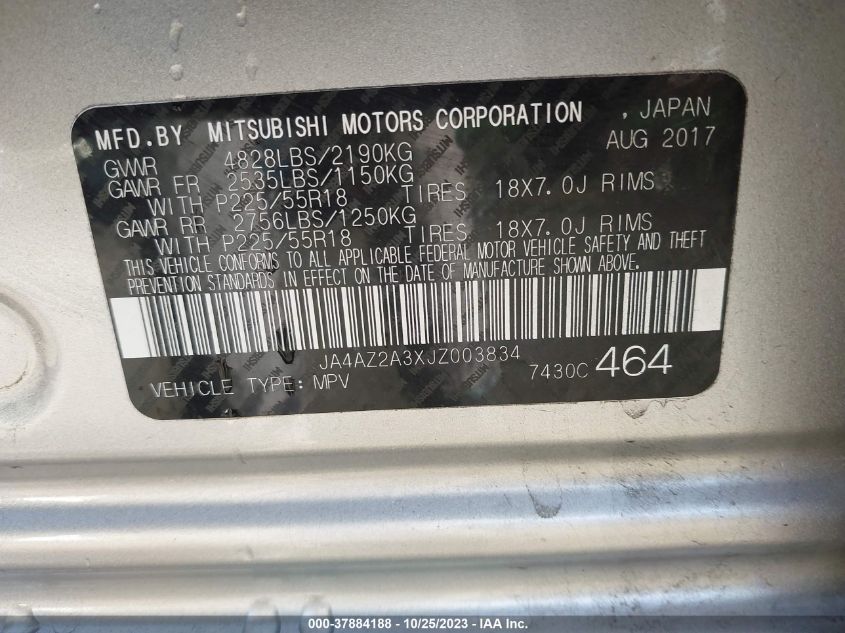 MFD.BY MITSUBISHI MOTORS CORPORATION , JAPAN
AUG 2017
GVWR 4828LBS/2190KG
GAWR FR 2535LBS/1150KG
WITH P225/55R18 TIRES 18X7.0J RIMS
GAWR RR 2756LBS/1250KG
WITH P225/55R18 TIRES 18X7.0J RIMS
THIS VEHICLE CONFORMS TO ALL APPLICABLE FEDERAL MOTOR VEHICLE SAFETY AND THEFT
PREVENTION STANDARDS IN EFFECT ON THE DATE OF MANUFACTURE SHOWN ABOVE.
JA4AZ2A3XJZ003834
VEHICLE TYPE: MPV 7430C 464
000-37884188 - 10/25/2023 - IAA Inc.